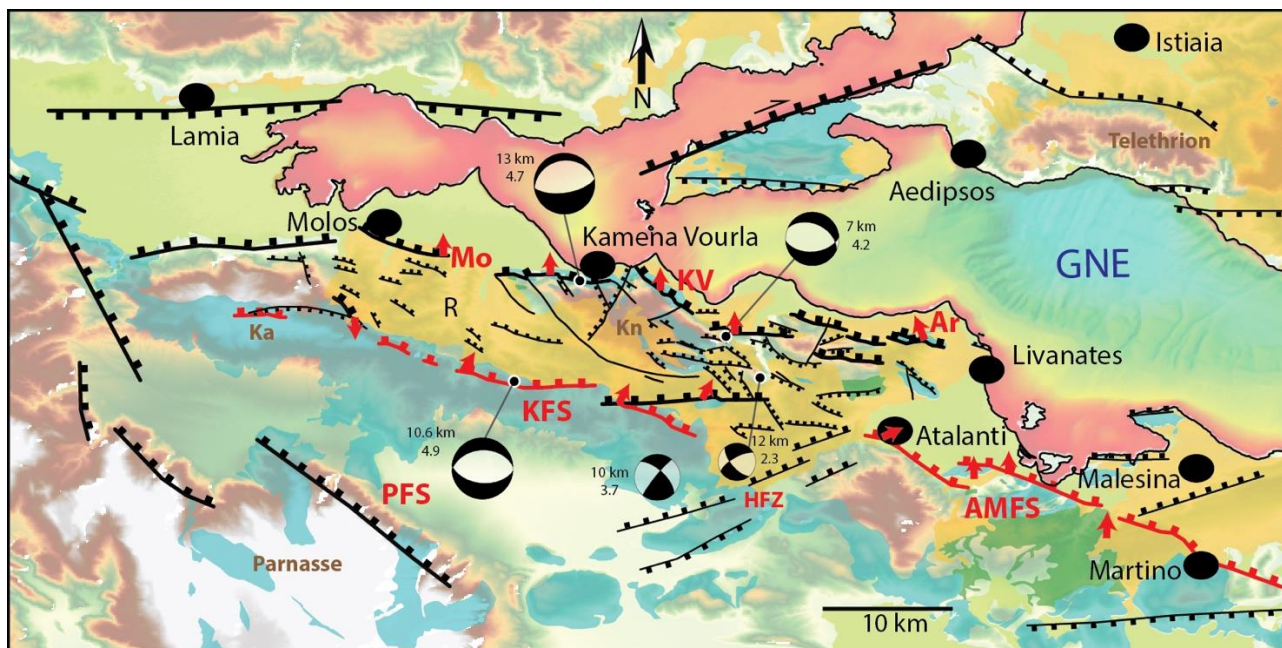 Istiaia
N
Lamia
Telethrion
13 km
4.7
Aedipsos
Molos
7 km
4.2
Kamena Vourla
GNE
Mo
KV
R
Ka
Kn
Ar
Livanates
KFS
10.6 km
4.9
12 km
2.3
Atalanti
10 km
3.7
Malesina
PFS
HFZ
AMFS
Parnasse
Martino
10 km